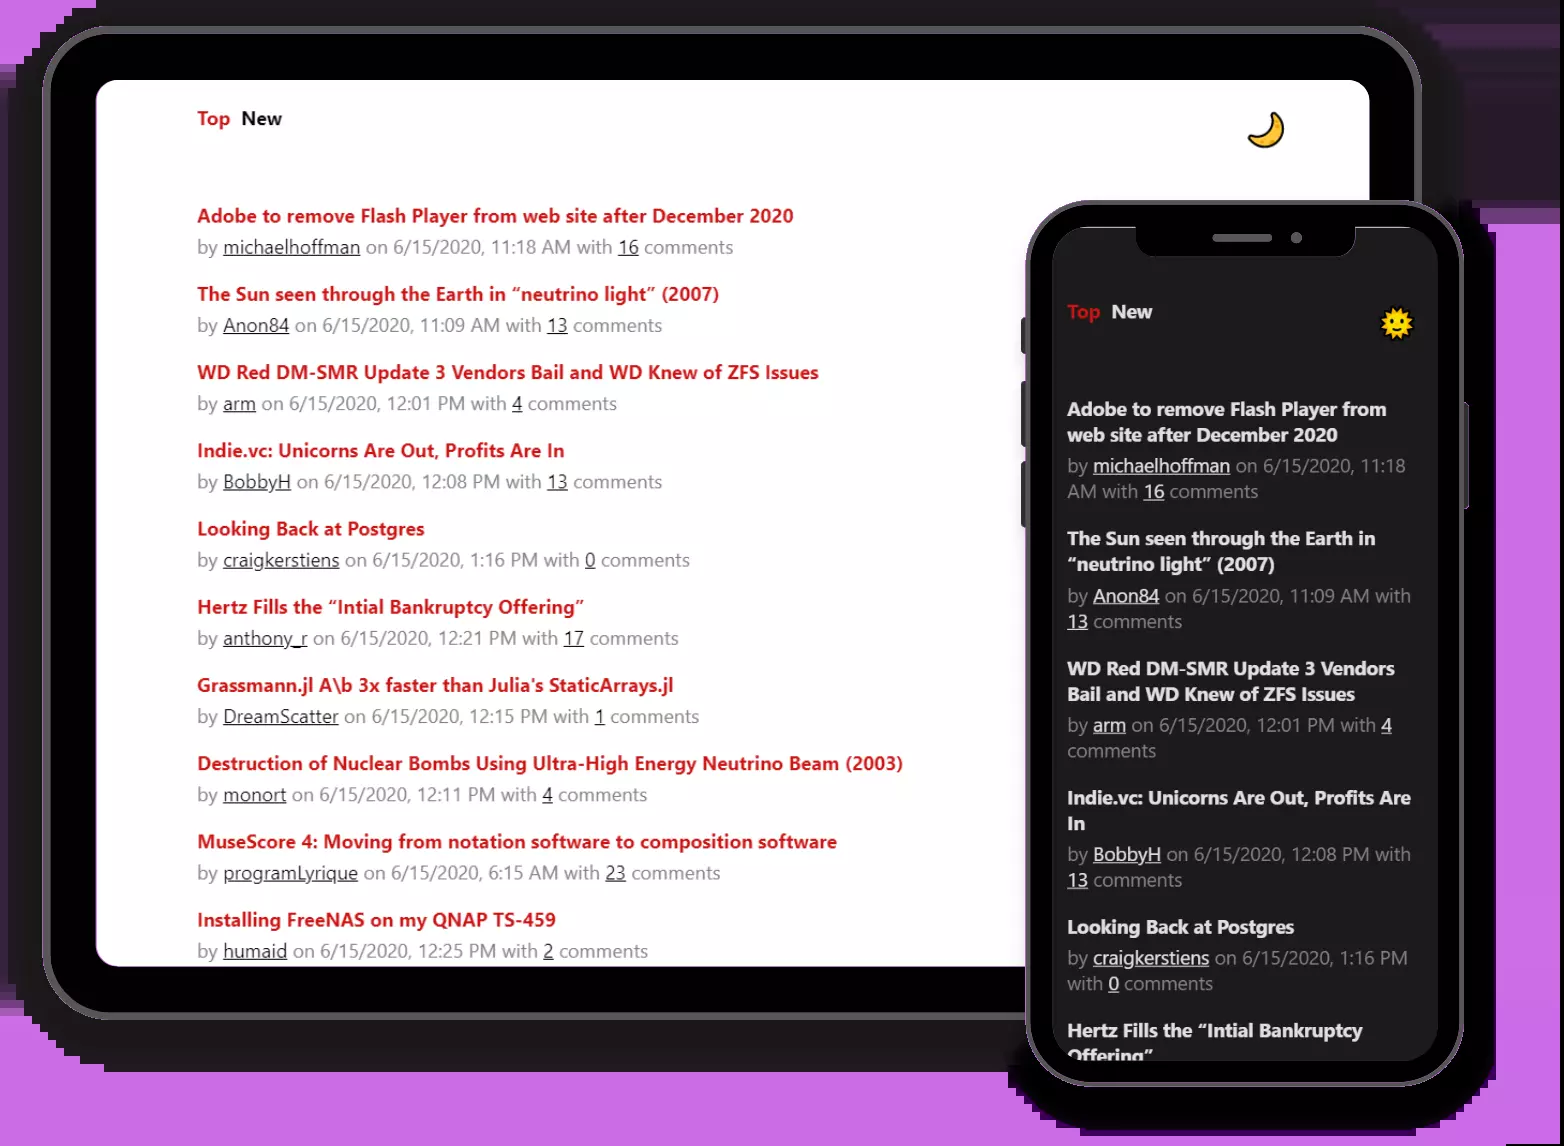 Top New
Adobe to remove Flash Player from web site after December 2020
by michaelhoffman on 6/15/2020, 11:18 AM with 16 comments
The Sun seen through the Earth in “neutrino light” (2007)
by Anon84 on 6/15/2020, 11:09 AM with 13 comments
WD Red DM-SMR Update 3 Vendors Bail and WD Knew of ZFS Issues
by arm on 6/15/2020, 12:01 PM with 4 comments
Indie.vc: Unicorns Are Out, Profits Are In
by BobbyH on 6/15/2020, 12:08 PM with 13 comments
Looking Back at Postgres
by craigkerstiens on 6/15/2020, 1:16 PM with 0 comments
Hertz Fills the “Intial Bankruptcy Offering”
by anthony_r on 6/15/2020, 12:21 PM with 17 comments
Grassmann.jl A\b 3x faster than Julia's StaticArrays.jl
by DreamScatter on 6/15/2020, 12:15 PM with 1 comments
Destruction of Nuclear Bombs Using Ultra-High Energy Neutrino Beam (2003)
by monort on 6/15/2020, 12:11 PM with 4 comments
MuseScore 4: Moving from notation software to composition software
by programLyrique on 6/15/2020, 6:15 AM with 23 comments
Installing FreeNAS on my QNAP TS-459
by humaid on 6/15/2020, 12:25 PM with 2 comments
Top New
Adobe to remove Flash Player from
web site after December 2020
by michaelhoffman on 6/15/2020, 11:18
AM with 16 comments
The Sun seen through the Earth in
“neutrino light” (2007)
by Anon84 on 6/15/2020, 11:09 AM with
13 comments
WD Red DM-SMR Update 3 Vendors
Bail and WD Knew of ZFS Issues
by arm on 6/15/2020, 12:01 PM with 4
comments
Indie.vc: Unicorns Are Out, Profits Are
In
by BobbyH on 6/15/2020, 12:08 PM with
13 comments
Looking Back at Postgres
by craigkerstiens on 6/15/2020, 1:16 PM
with 0 comments
Hertz Fills the “Intial Bankruptcy
Offering”